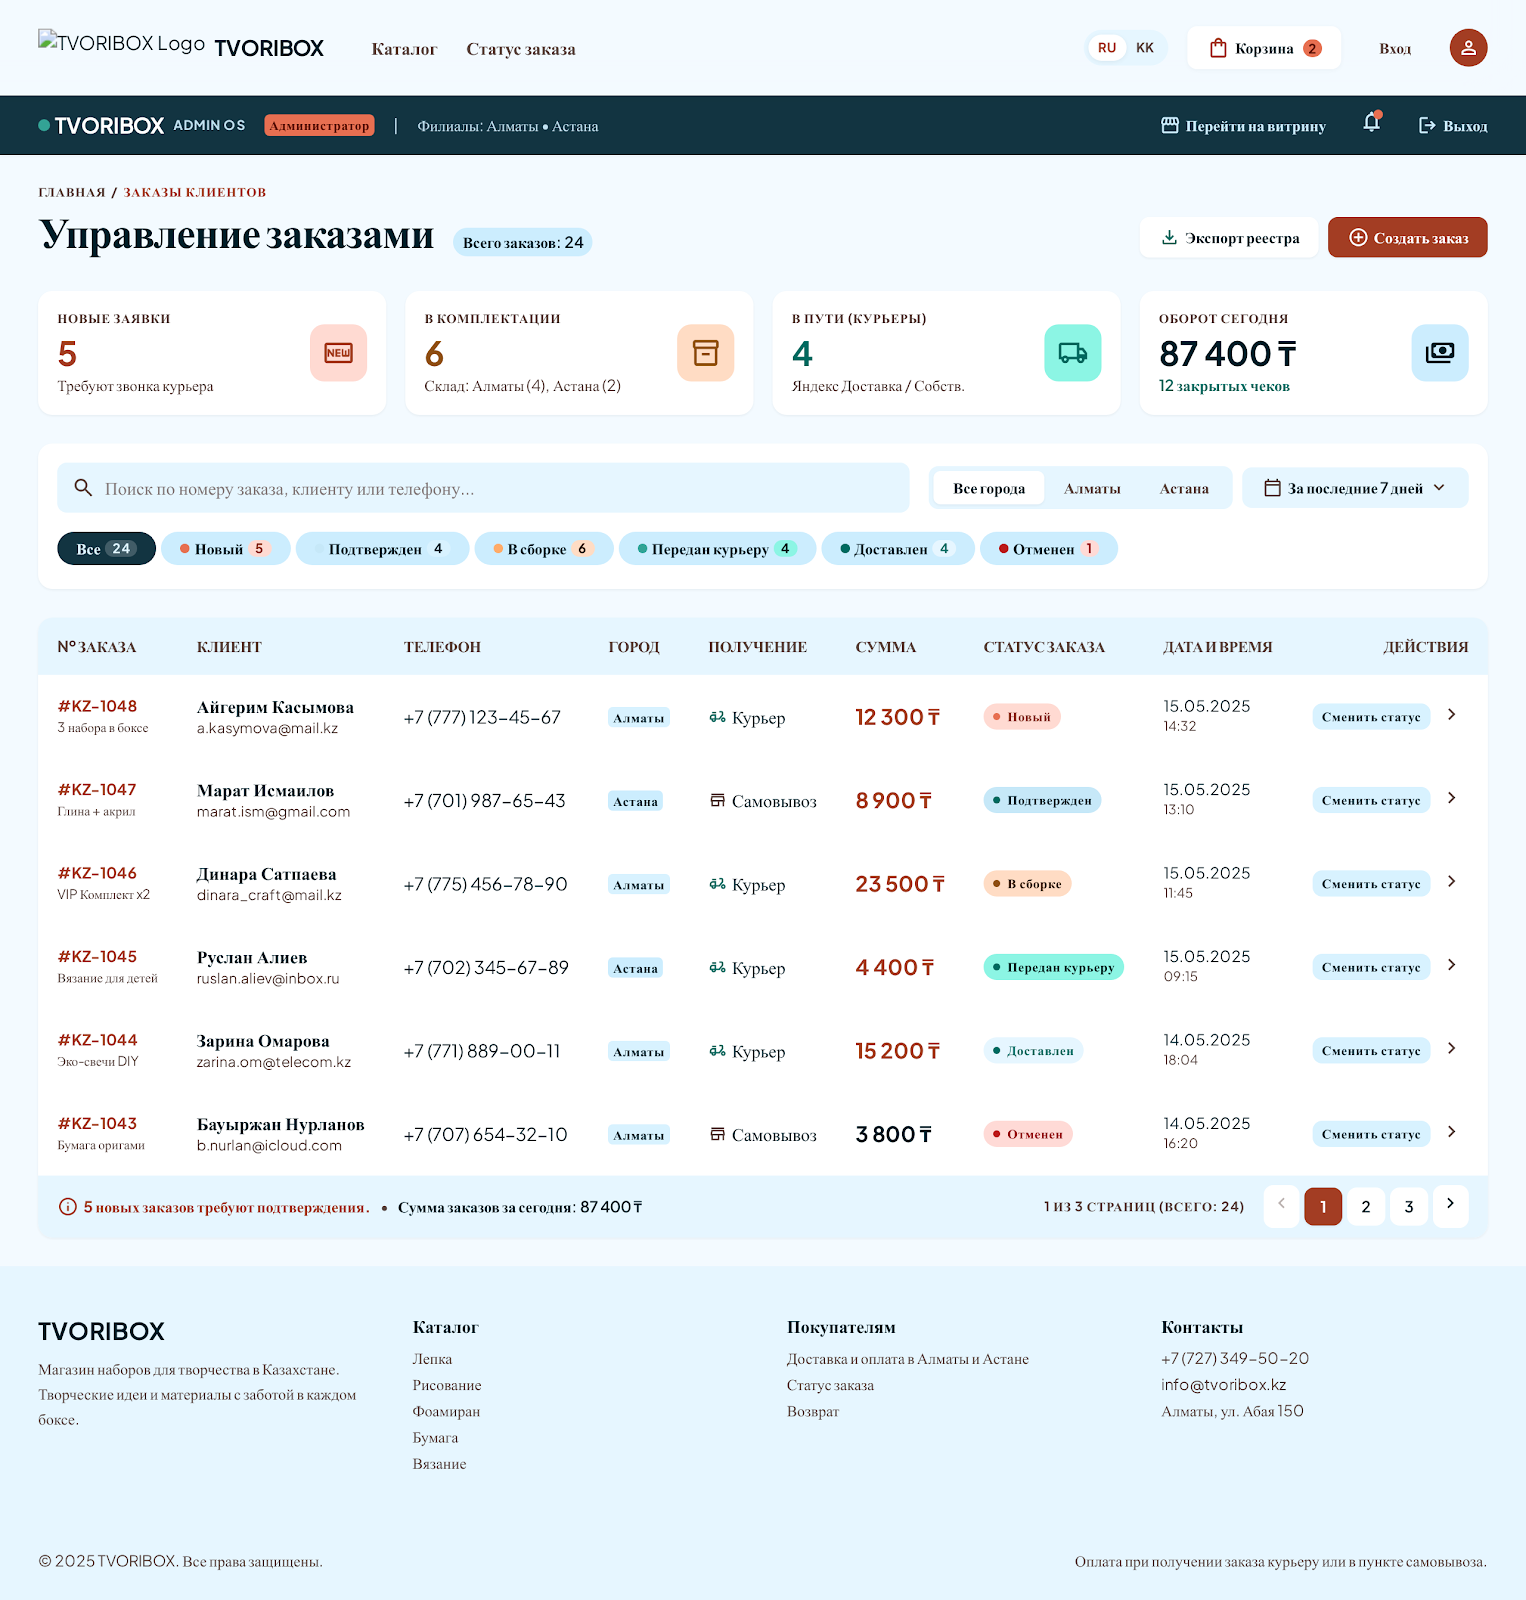 TVORIBOX Logo TVORIBOX Каталог Статус заказа RU KK Корзина 2 Вход
TVORIBOX ADMIN OS Администратор | Филиалы: Алматы • Астана Перейти на витрину Выход
ГЛАВНАЯ / ЗАКАЗЫ КЛИЕНТОВ
Управление заказами Всего заказов: 24 Экспорт реестра Создать заказ
НОВЫЕ ЗАЯВКИ
5
Требуют звонка курьера
NEW
В КОМПЛЕКТАЦИИ
6
Склад: Алматы (4), Астана (2)
В ПУТИ (КУРЬЕРЫ)
4
Яндекс Доставка / Собств.
ОБОРОТ СЕГОДНЯ
87 400 ₸
12 закрытых чеков
Поиск по номеру заказа, клиенту или телефону... Все города Алматы Астана За последние 7 дней
Все 24 Новый 5 Подтвержден 4 В сборке 6 Передан курьеру 4 Доставлен 4 Отменен 1
№ ЗАКАЗА КЛИЕНТ ТЕЛЕФОН ГОРОД ПОЛУЧЕНИЕ СУММА СТАТУС ЗАКАЗА ДАТА И ВРЕМЯ ДЕЙСТВИЯ
#KZ-1048 Айгерим Касымова +7 (777) 123-45-67 Алматы Курьер 12 300 ₸ Новый 15.05.2025 Сменить статус
3 набора в боксе a.kasymova@mail.kz 14:32
#KZ-1047 Марат Исмаилов +7 (701) 987-65-43 Астана Самовывоз 8 900 ₸ Подтвержден 15.05.2025 Сменить статус
Глина + акрил marat.ism@gmail.com 13:10
#KZ-1046 Динара Сатпаева +7 (775) 456-78-90 Алматы Курьер 23 500 ₸ В сборке 15.05.2025 Сменить статус
VIP Комплект x2 dinara_craft@mail.kz 11:45
#KZ-1045 Руслан Алиев +7 (702) 345-67-89 Астана Курьер 4 400 ₸ Передан курьеру 15.05.2025 Сменить статус
Вязание для детей ruslan.aliev@inbox.ru 09:15
#KZ-1044 Зарина Омарова +7 (771) 889-00-11 Алматы Курьер 15 200 ₸ Доставлен 14.05.2025 Сменить статус
Эко-свечи DIY zarina.om@telecom.kz 18:04
#KZ-1043 Бауыржан Нурланов +7 (707) 654-32-10 Алматы Самовывоз 3 800 ₸ Отменен 14.05.2025 Сменить статус
Бумага оригами b.nurlan@icloud.com 16:20
5 новых заказов требуют подтверждения. • Сумма заказов за сегодня: 87 400 ₸ 1 ИЗ 3 СТРАНИЦ (ВСЕГО: 24) 1 2 3
TVORIBOX
Магазин наборов для творчества в Казахстане.
Творческие идеи и материалы с заботой в каждом
боксе.
Каталог
Лепка
Рисование
Фоамиран
Бумага
Вязание
Покупателям
Доставка и оплата в Алматы и Астане
Статус заказа
Возврат
Контакты
+7 (727) 349-50-20
info@tvoribox.kz
Алматы, ул. Абая 150
© 2025 TVORIBOX. Все права защищены. Оплата при получении заказа курьеру или в пункте самовывоза.